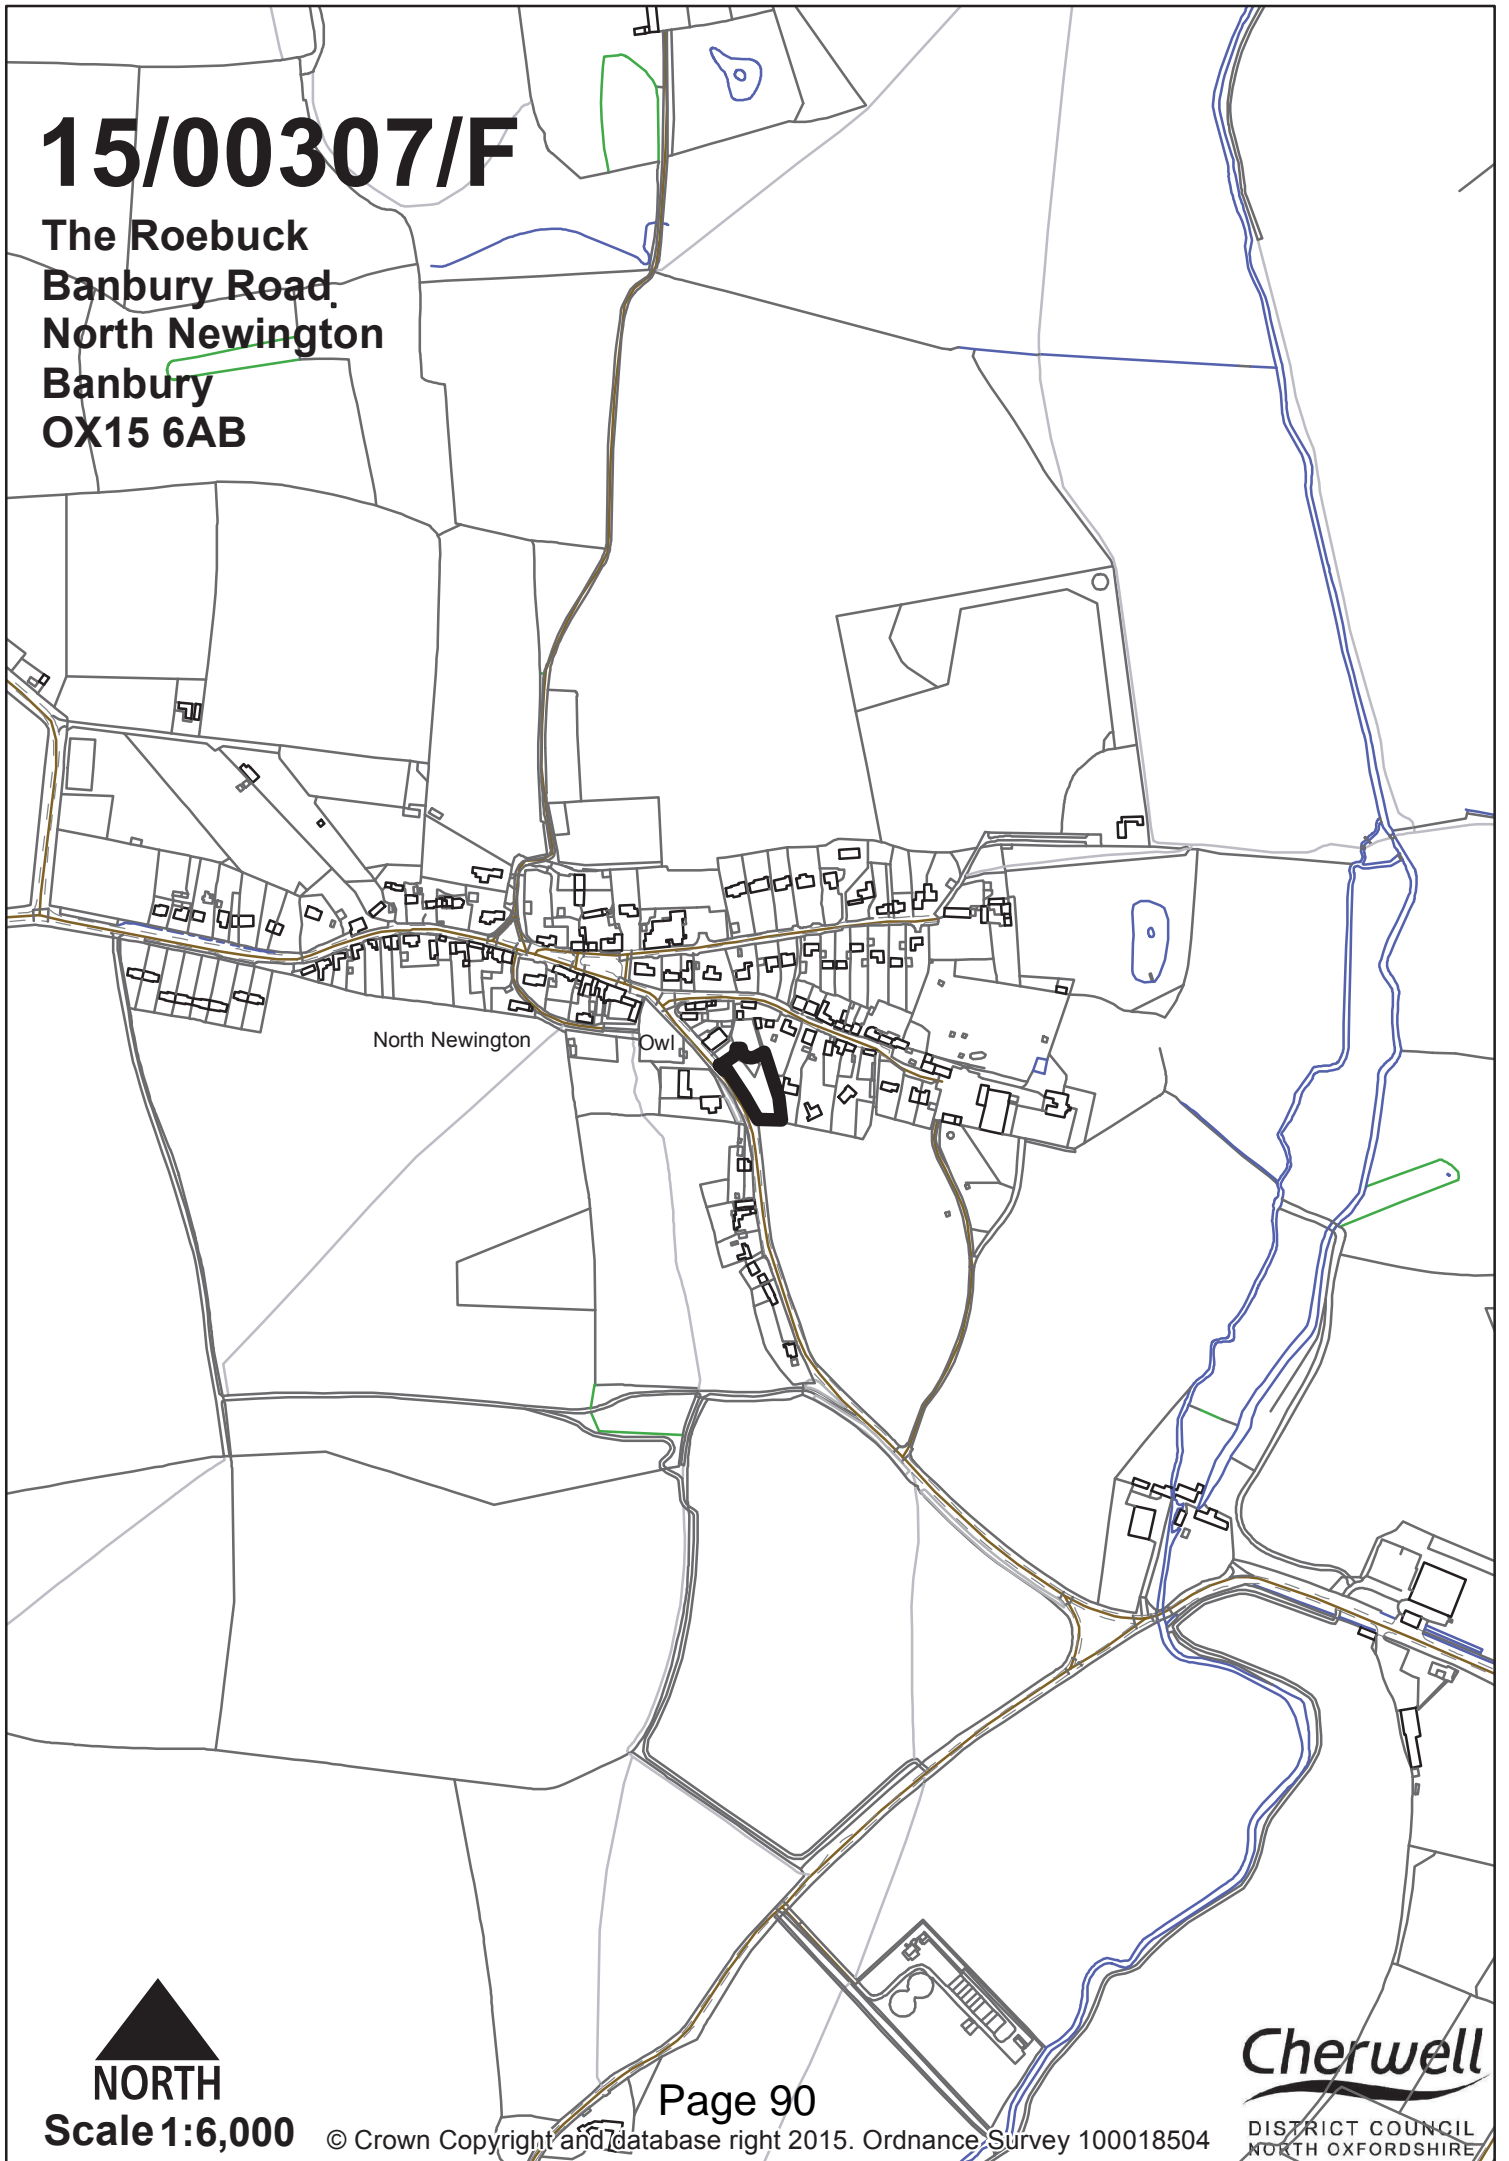 15/00307/F
The Roebuck
Banbury Road
North Newington
Banbury
OX15 6AB
North Newington
Owl
NORTH
Scale 1:6,000
Page 90
© Crown Copyright and database right 2015. Ordnance Survey 100018504
Cherwell
DISTRICT COUNCIL
NORTH OXFORDSHIRE